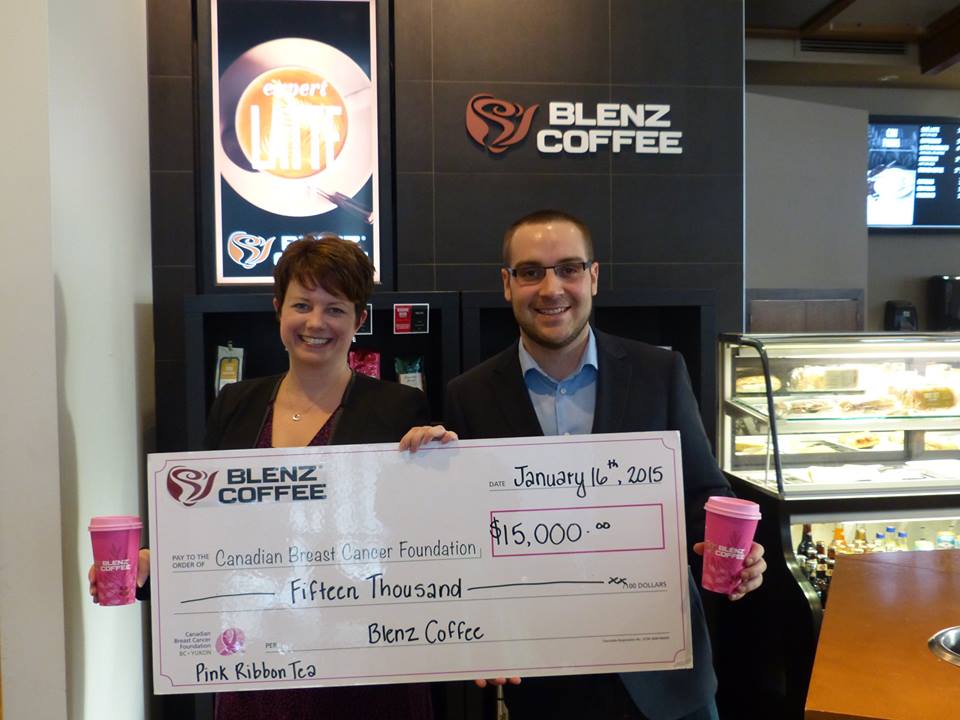 expert
LATTE
BLENZ
COFFEE
BLENZ
COFFEE
DATE January 16th, 2015
$15,000.00
PAY TO THE
ORDER OF Canadian Breast Cancer Foundation
Fifteen Thousand xx/100 DOLLARS
Canadian
Breast Cancer
Foundation
BC • YUKON
PER Blenz Coffee
Pink Ribbon Tea
BLENZ
COFFEE
BLENZ
COFFEE